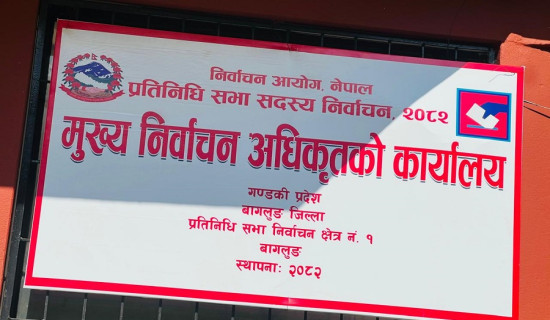 निर्वाचन आयोग, नेपाल
प्रतिनिधि सभा सदस्य निर्वाचन, २०८२
मुख्य निर्वाचन अधिकृतको कार्यालय
गण्डकी प्रदेश
बागलुङ जिल्ला
प्रतिनिधि सभा निर्वाचन क्षेत्र नं. १
बागलुङ
स्थापनाः २०८२